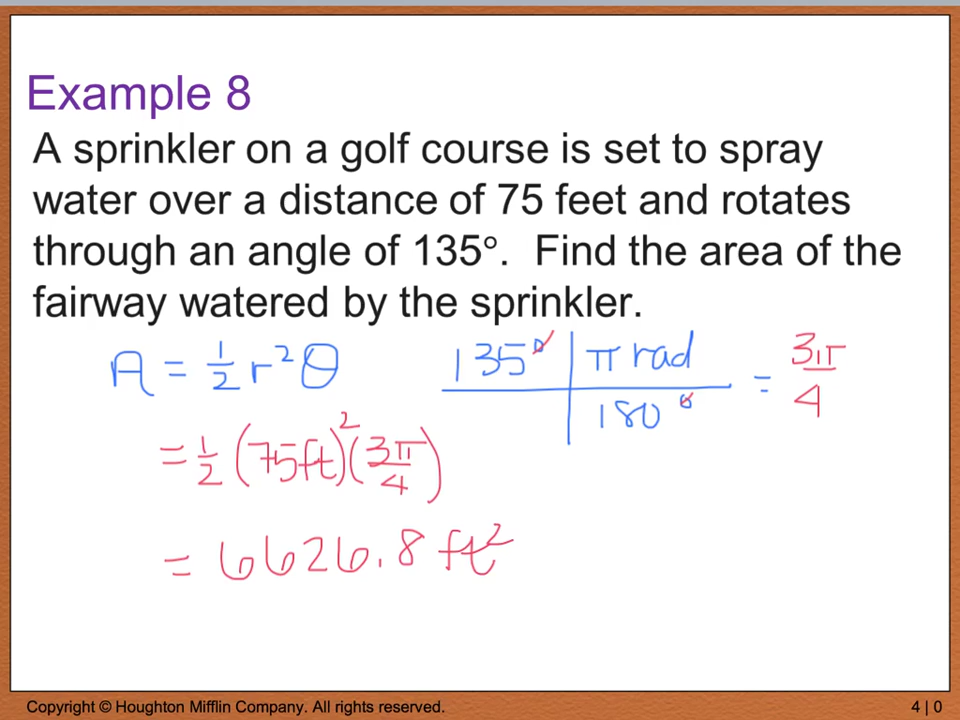 Example 8
A sprinkler on a golf course is set to spray
water over a distance of 75 feet and rotates
through an angle of 135°. Find the area of the
fairway watered by the sprinkler.
A = 1/2 r²θ
135° | π rad
180° = 3π/4
= 1/2 (75ft)² (3π/4)
= 6626.8 ft²
Copyright © Houghton Mifflin Company. All rights reserved.
4 | 0